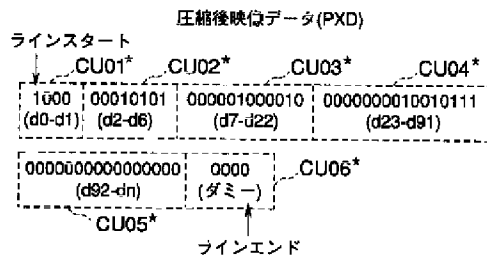 圧縮後映像データ(PXD)
ラインスタート
CU01* CU02* CU03* CU04*
1000 00010101 000001000010 0000000010010111
(d0-d1) (d2-d6) (d7-d22) (d23-d91)
0000000000000000 0000 CU06*
(d92-dn) (ダミー)
CU05*
ラインエンド